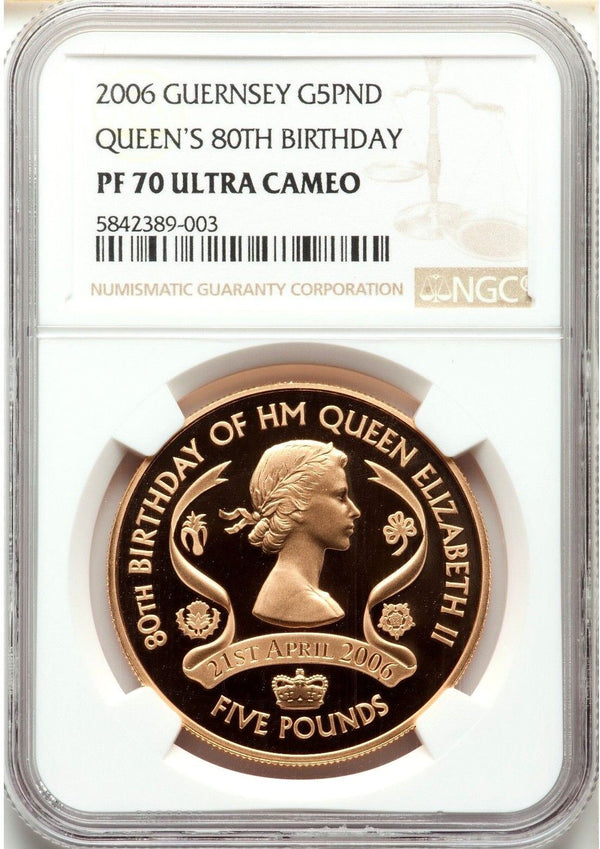 2006 GUERNSEY G5PND
QUEEN'S 80TH BIRTHDAY
PF 70 ULTRA CAMEO
5842389-003
NUMISMATIC GUARANTY CORPORATION
NGC
80TH BIRTHDAY OF HM QUEEN ELIZABETH II
21ST APRIL 2006
FIVE POUNDS